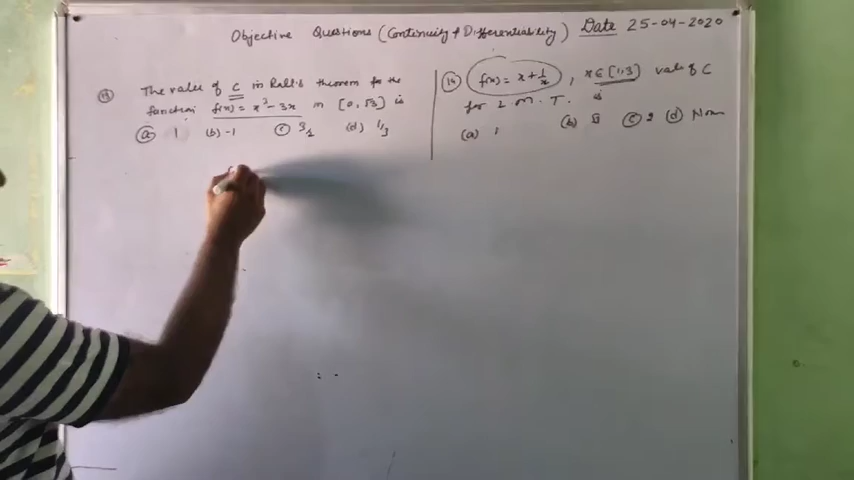 Objective Questions (Continuity & Differentiability) Date 25-04-2020
The value of c in Roll's theorem for the
function f(x) = x³-3x in [0, √3] is
(a) 1 (b) -1 (c) 3/2 (d) 1/3
(14) f(x) = x + 1/x , x ∈ [1,3] value of c
for L.M.T. is
(a) 1 (b) √3 (c) 2 (d) None